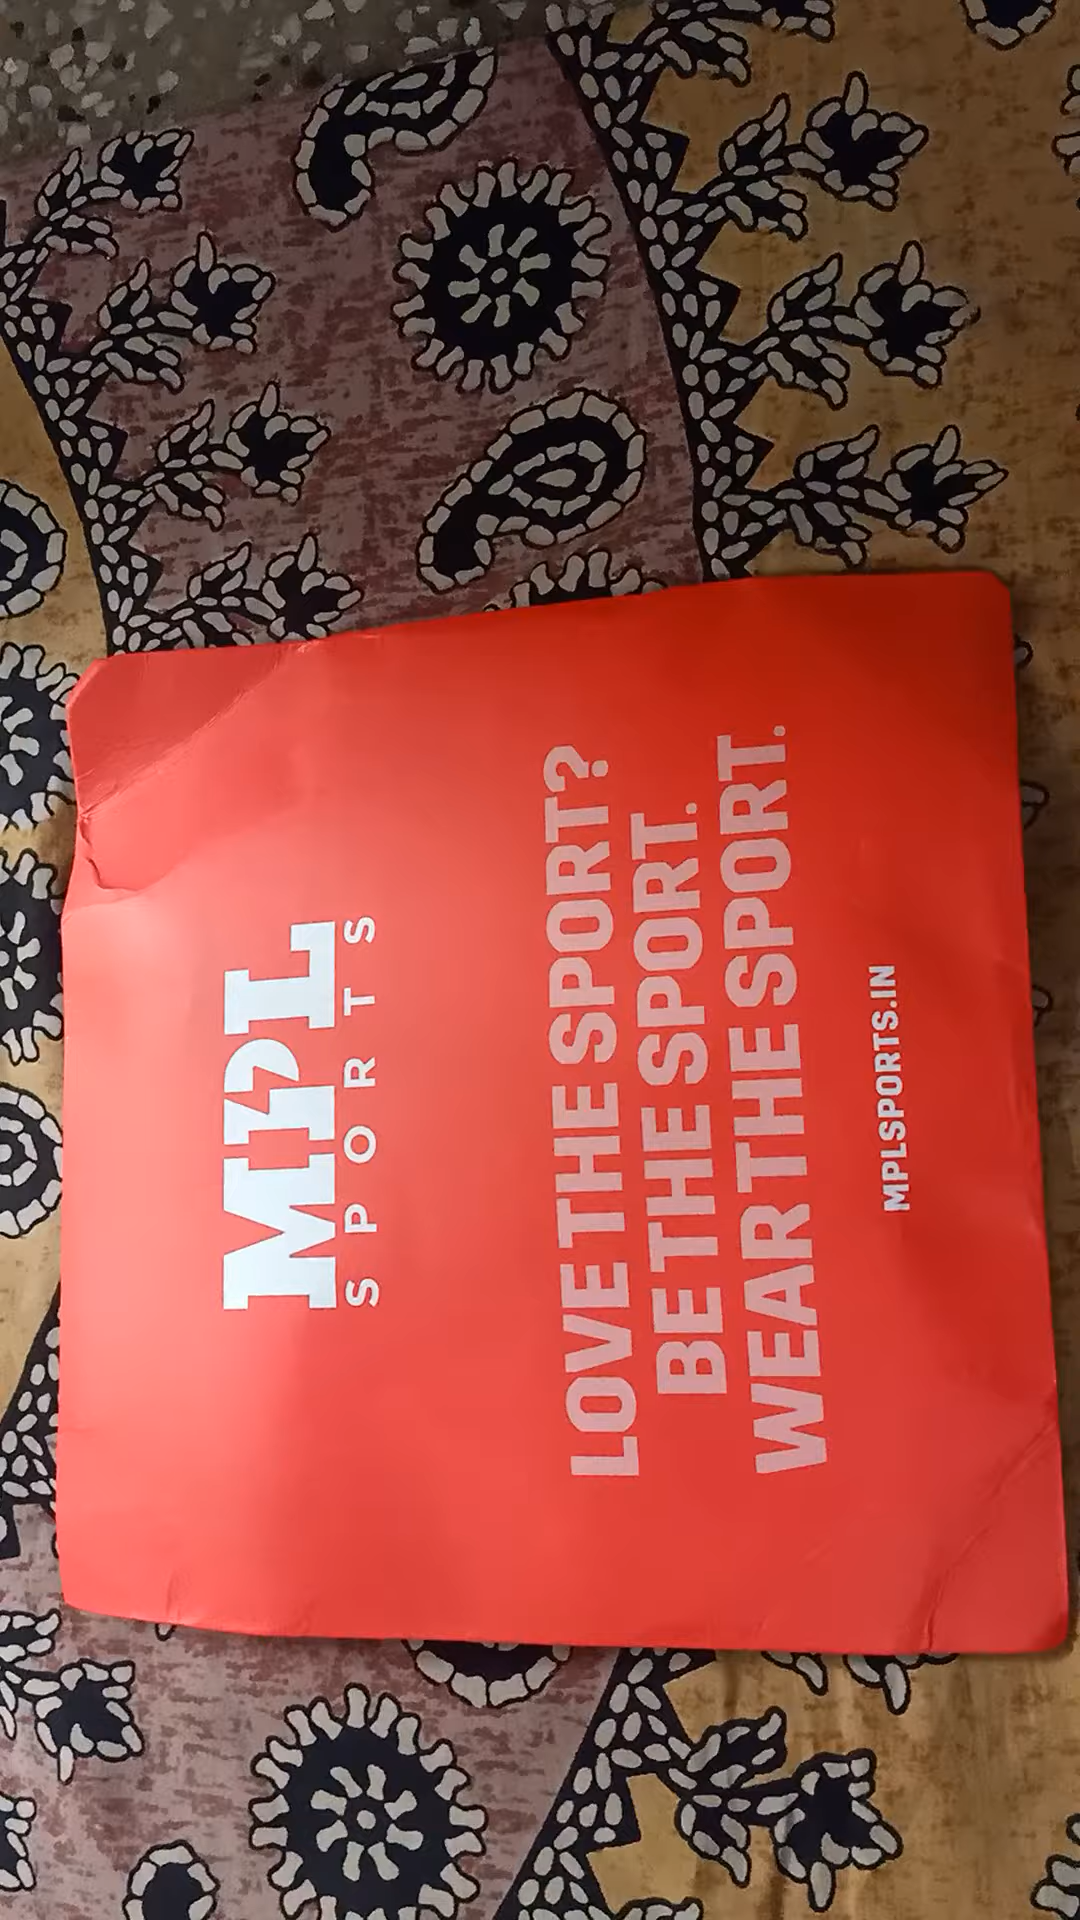 MPL
SPORTS
LOVE THE SPORT?
BE THE SPORT.
WEAR THE SPORT.
MPLSPORTS.IN